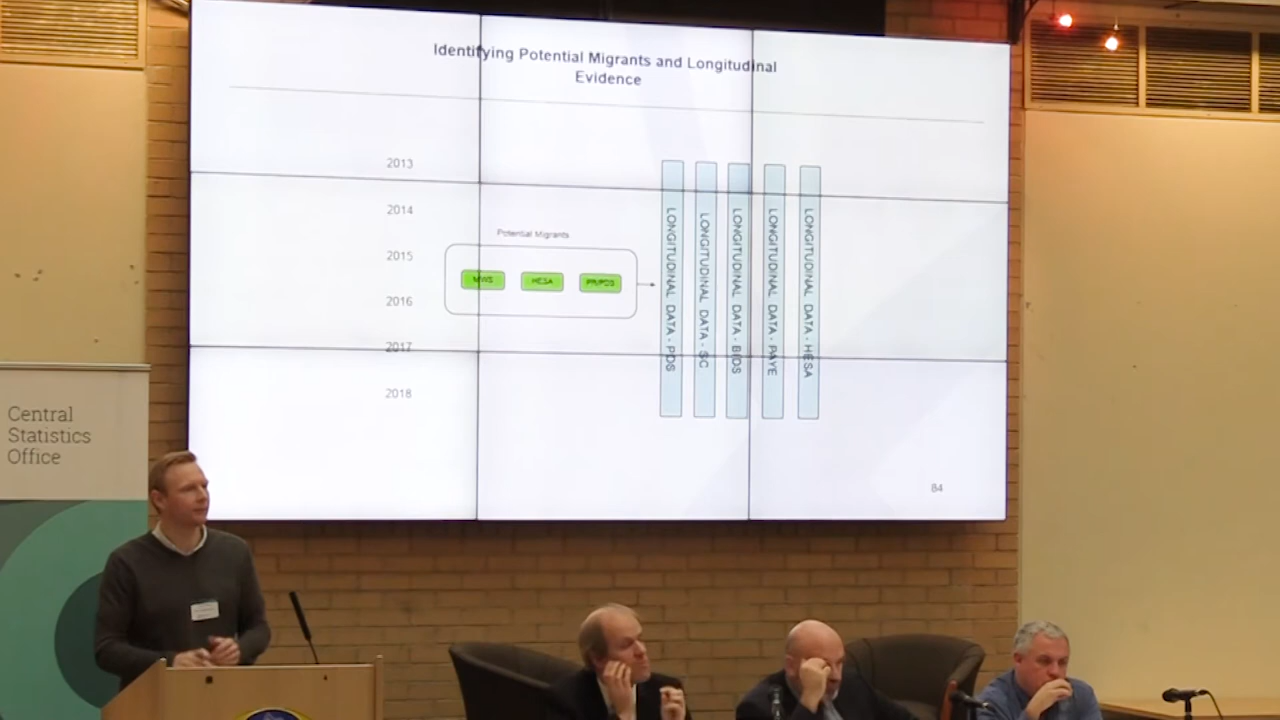 Identifying Potential Migrants and Longitudinal
Evidence
2013
2014
2015
2016
2017
2018
Potential Migrants
MWS
HESA
LONGITUDINAL DATA - PDS
LONGITUDINAL DATA - SC
LONGITUDINAL DATA - BIDS
LONGITUDINAL DATA - PAYE
LONGITUDINAL DATA - HESA
84
Central
Statistics
Office